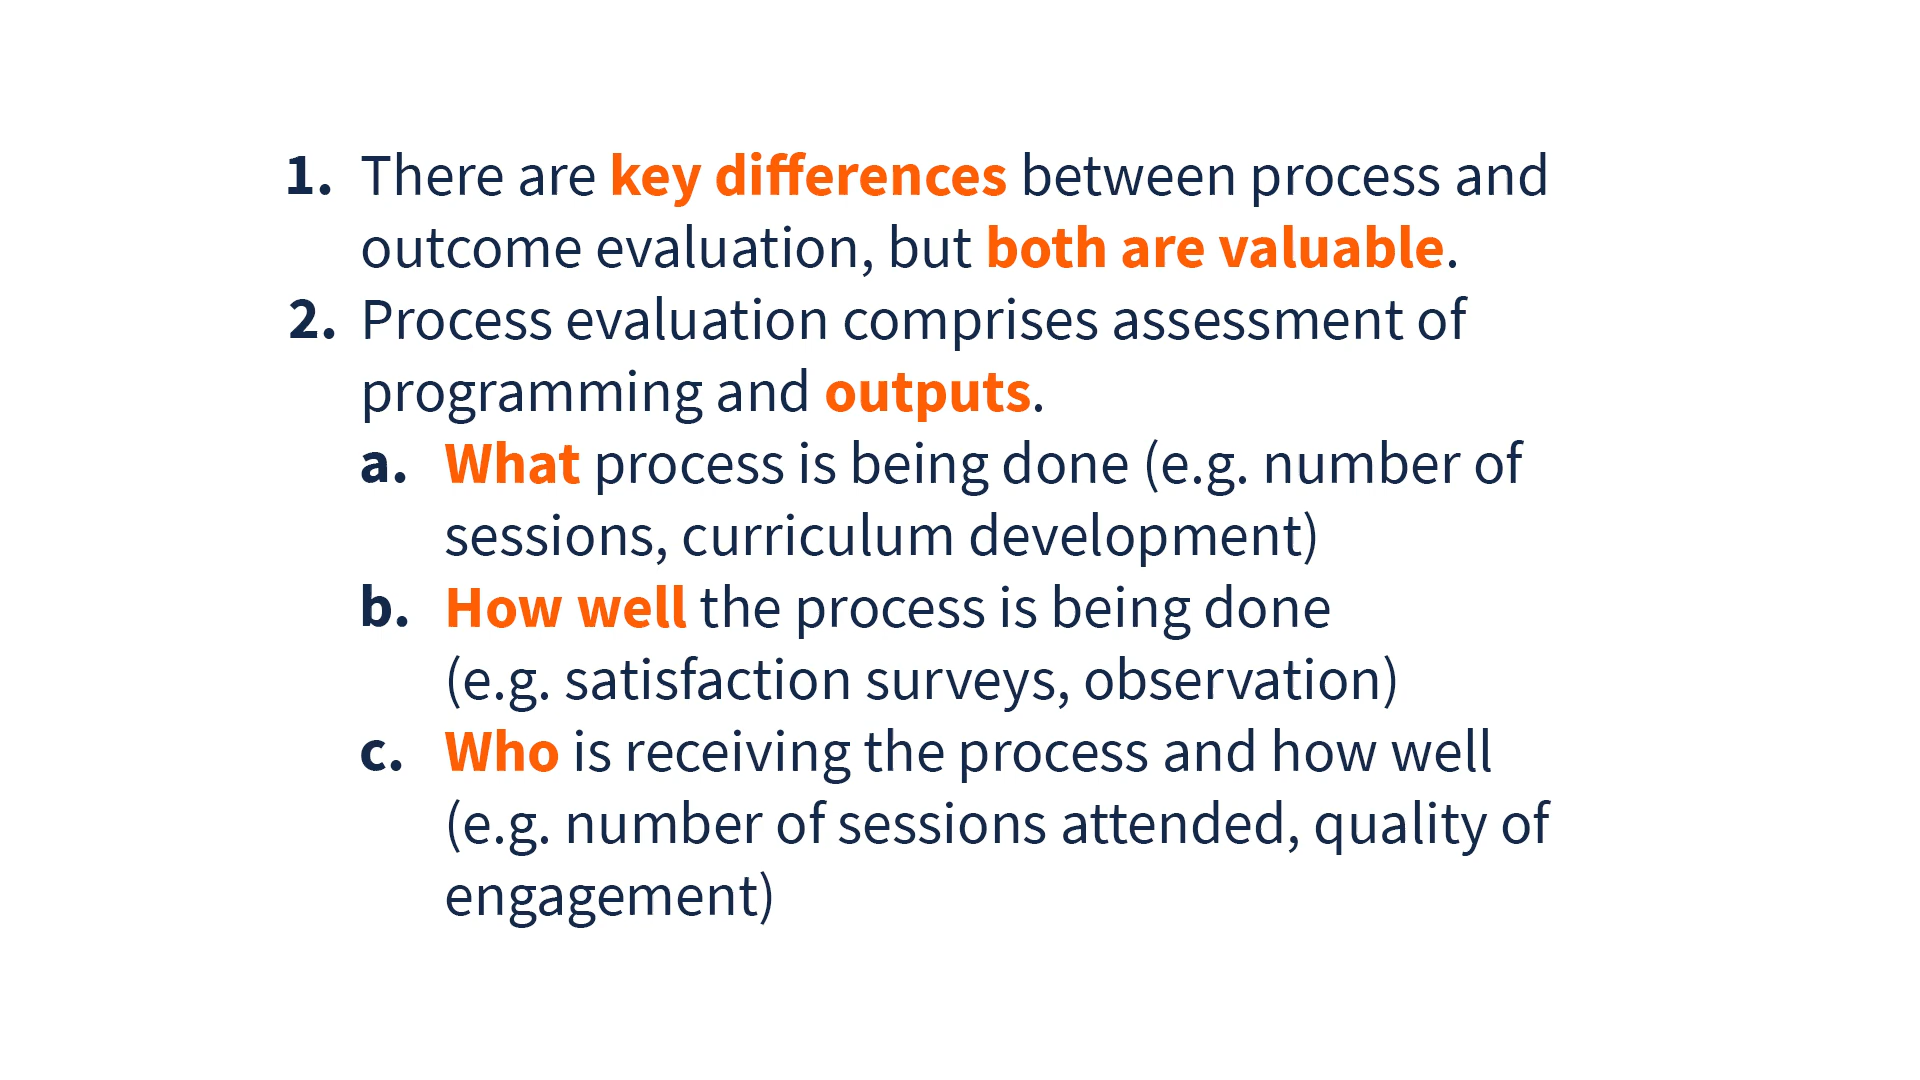 1. There are key differences between process and
outcome evaluation, but both are valuable.
2. Process evaluation comprises assessment of
programming and outputs.
a. What process is being done (e.g. number of
sessions, curriculum development)
b. How well the process is being done
(e.g. satisfaction surveys, observation)
c. Who is receiving the process and how well
(e.g. number of sessions attended, quality of
engagement)